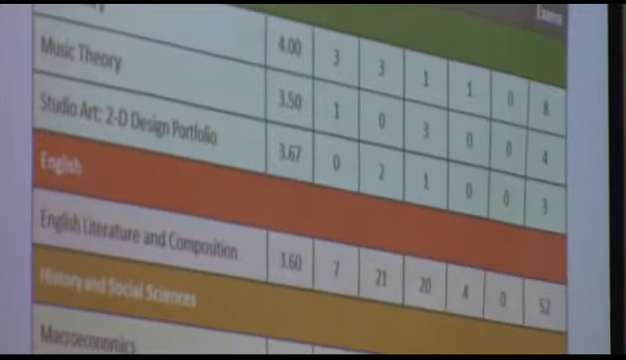 Exams
ry 4.00 3 3 1 1 0 8
Music Theory 3.50 1 0 3 0 0 4
Studio Art: 2-D Design Portfolio 3.67 0 2 1 0 0 3
English
English Literature and Composition 3.60 7 21 20 4 0 52
History and Social Sciences
Macroeconomics